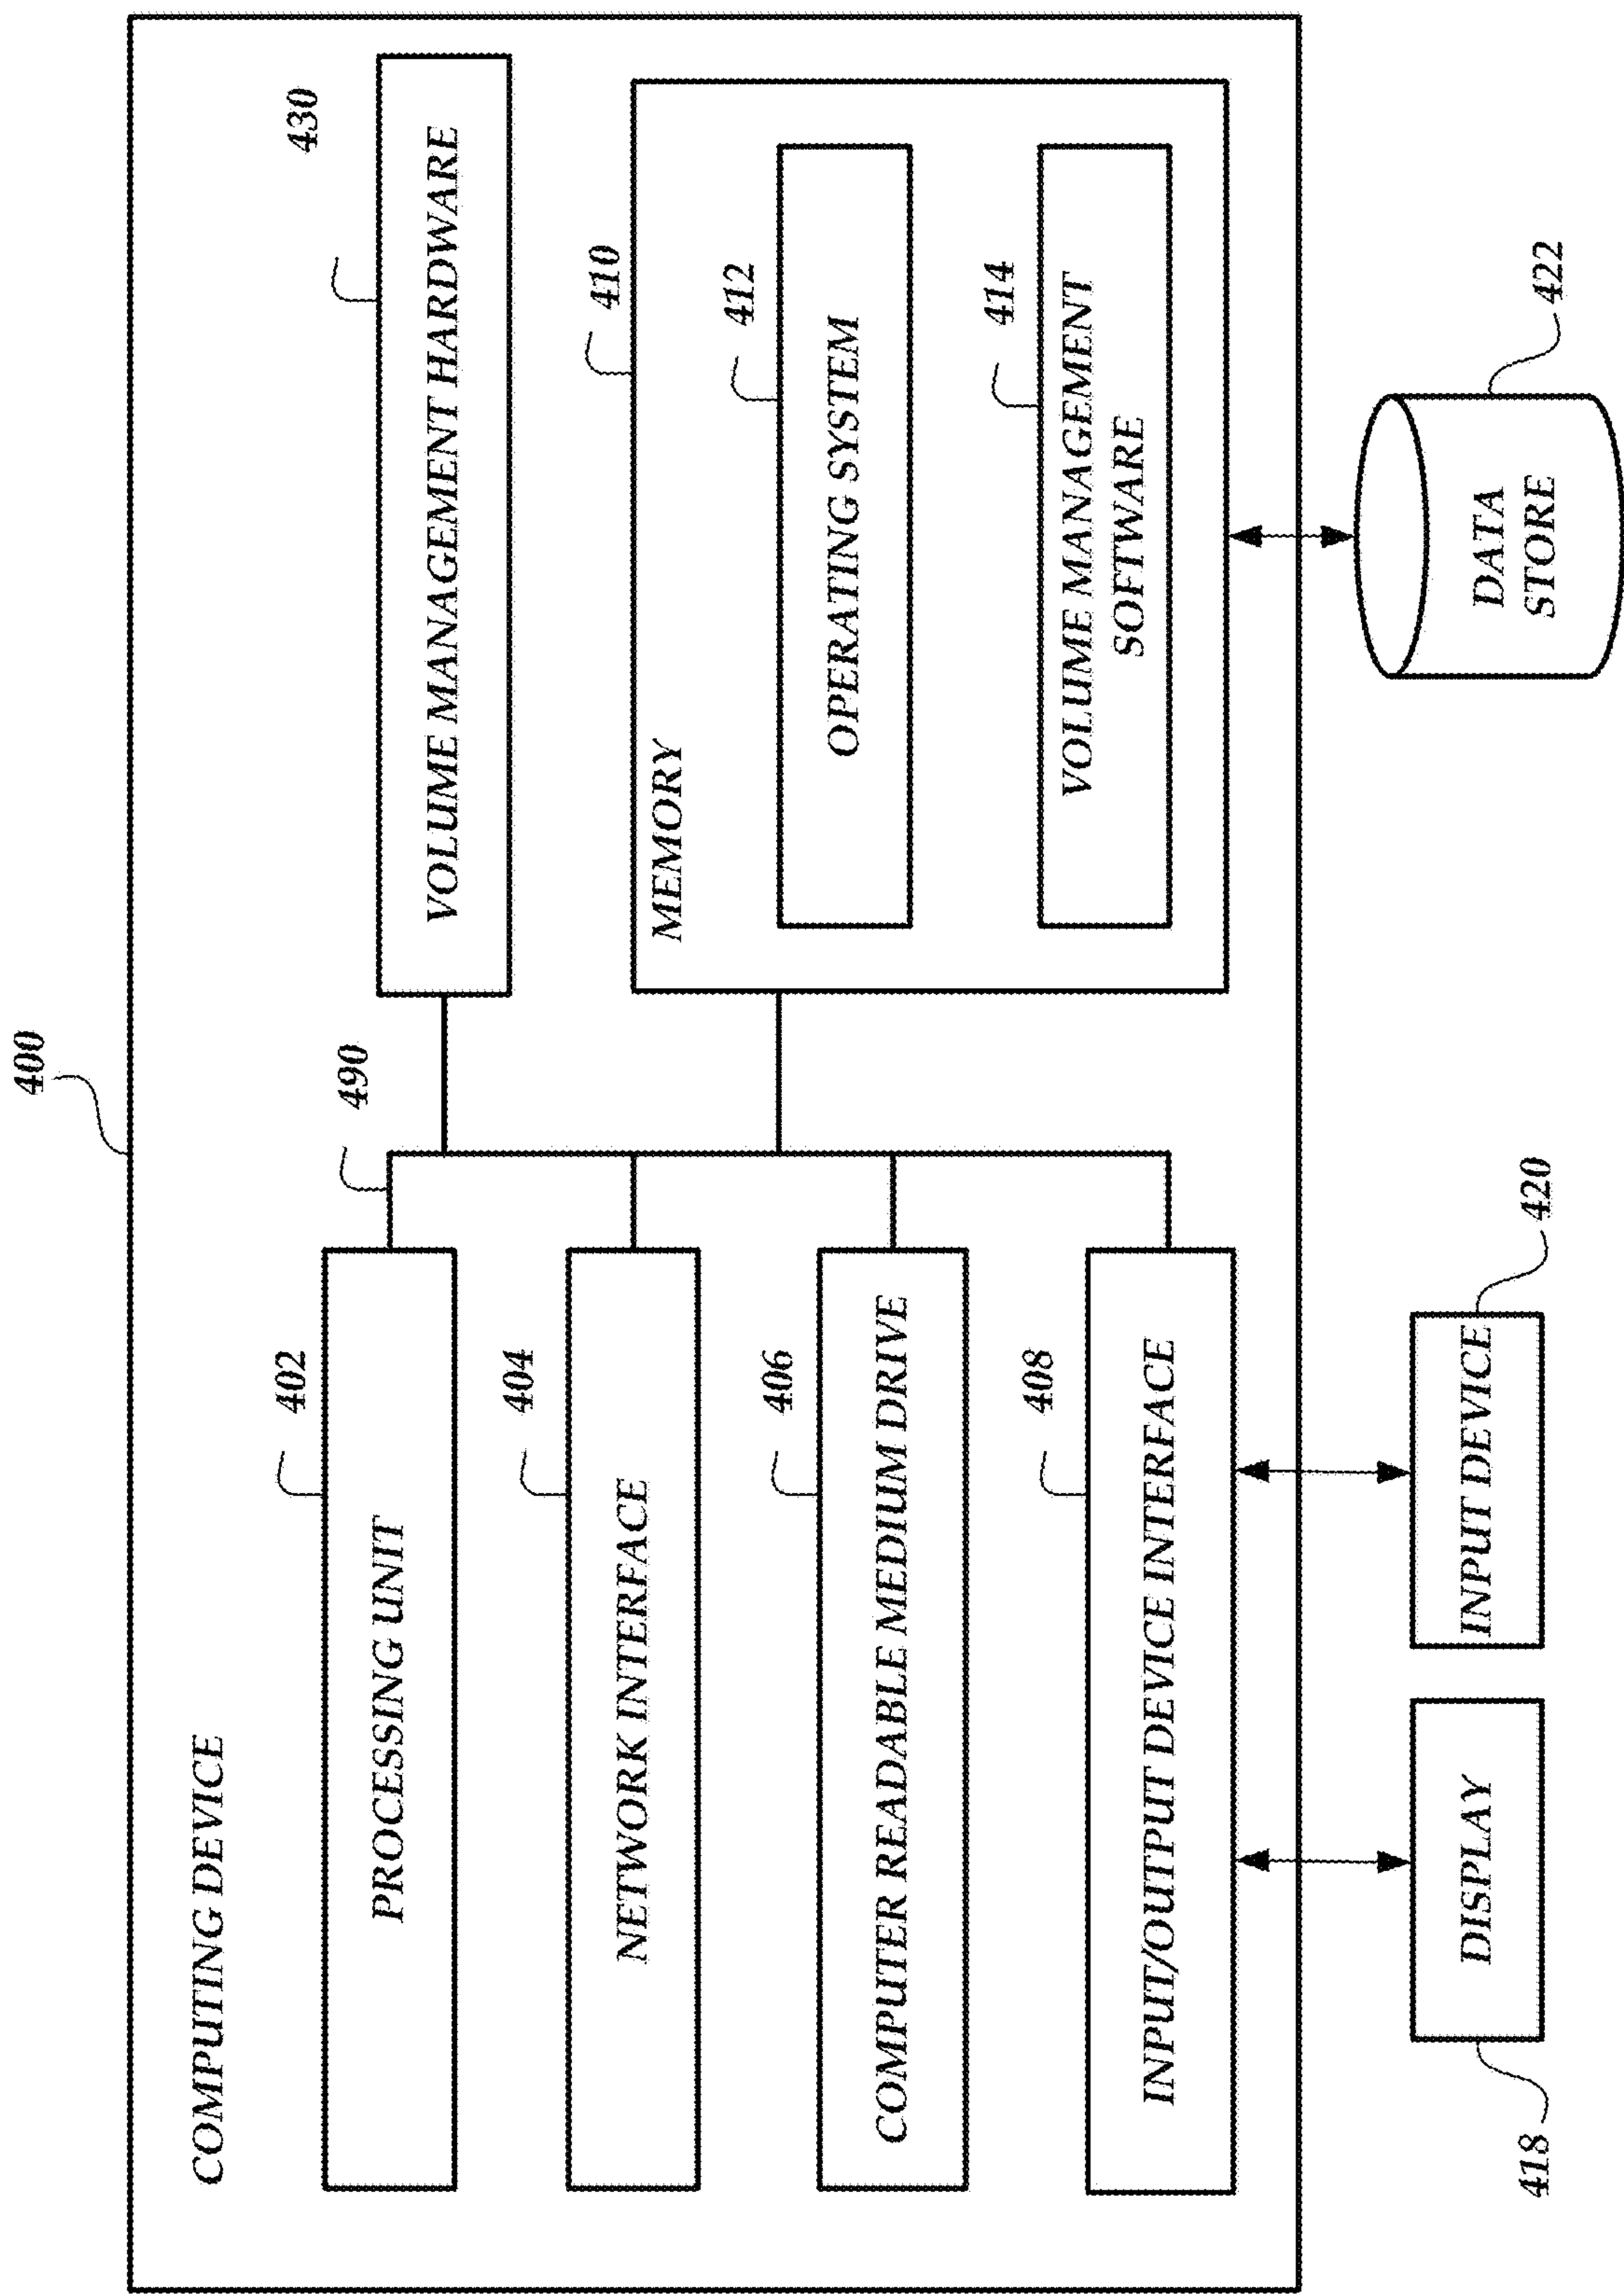 400
COMPUTING DEVICE
402
PROCESSING UNIT
404
NETWORK INTERFACE
406
COMPUTER READABLE MEDIUM DRIVE
408
INPUT/OUTPUT DEVICE INTERFACE
490
430
VOLUME MANAGEMENT HARDWARE
410
MEMORY
412
OPERATING SYSTEM
414
VOLUME MANAGEMENT
SOFTWARE
418
DISPLAY
INPUT DEVICE
420
DATA
STORE
422